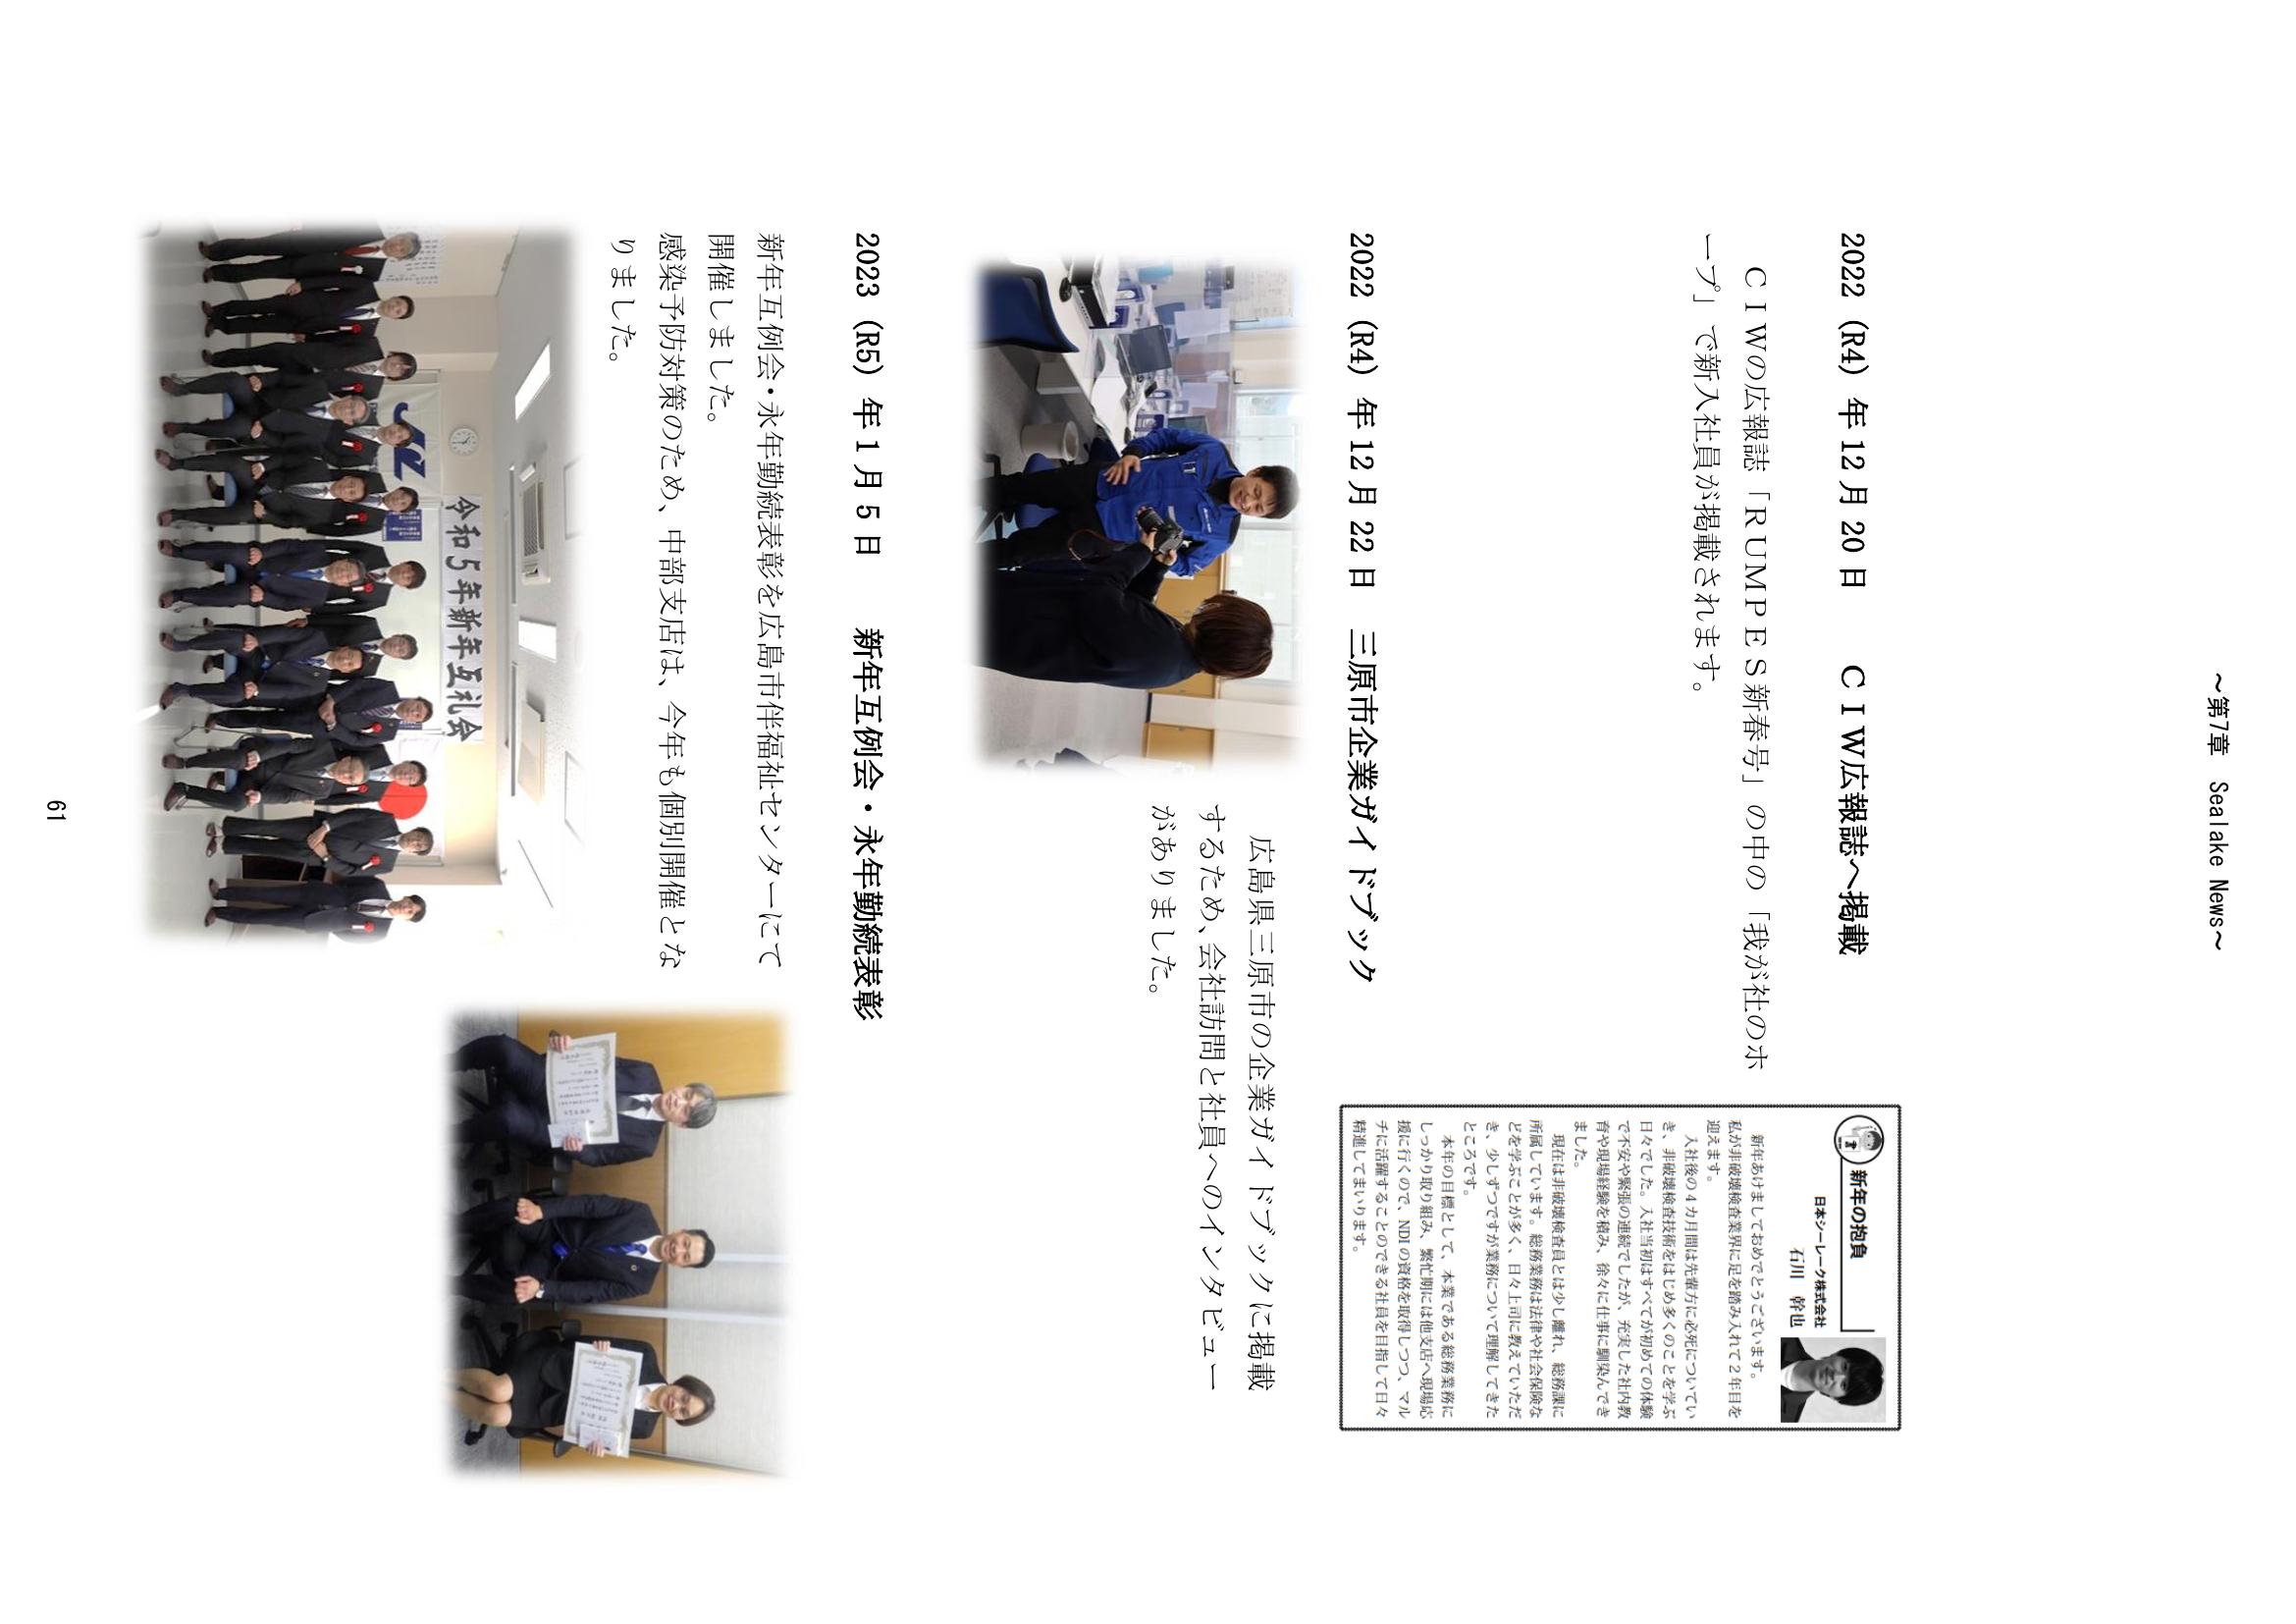 ～第7章　Sealake News～
2022（R4）年 12 月 20 日　　ＣＩＷ広報誌へ掲載
ＣＩＷの広報誌「ＲＵＭＰＥＳ新春号」の中の「我が社のホ
ープ」で新入社員が掲載されます。
新年の抱負
日本シーレーク株式会社
石川　幹也
新年あけましておめでとうございます。
私が非破壊検査業界に足を踏み入れて２年目を
迎えます。
入社後の４カ月間は先輩方に必死についてい
き、非破壊検査技術をはじめ多くのことを学ぶ
日々でした。入社当初はすべてが初めての体験
で不安や緊張の連続でしたが、充実した社内教
育や現場経験を積み、徐々に仕事に馴染んでき
ました。
現在は非破壊検査員とは少し離れ、総務課に
所属しています。総務業務は法律や社会保険な
どを学ぶことが多く、日々上司に教えていただ
き、少しずつですが業務について理解してきた
ところです。
本年の目標として、本業である総務業務に
しっかり取り組み、繁忙期には他支店へ現場応
援に行くので、NDI の資格を取得しつつ、マル
チに活躍することのできる社員を目指して日々
精進してまいります。
2022（R4）年 12 月 22 日　三原市企業ガイドブック
広島県三原市の企業ガイドブックに掲載
するため、会社訪問と社員へのインタビュー
がありました。
2023（R5）年 1 月 5 日　　新年互例会・永年勤続表彰
新年互例会・永年勤続表彰を広島市伴福祉センターにて
開催しました。
感染予防対策のため、中部支店は、今年も個別開催とな
りました。
令和５年新年互礼会
61